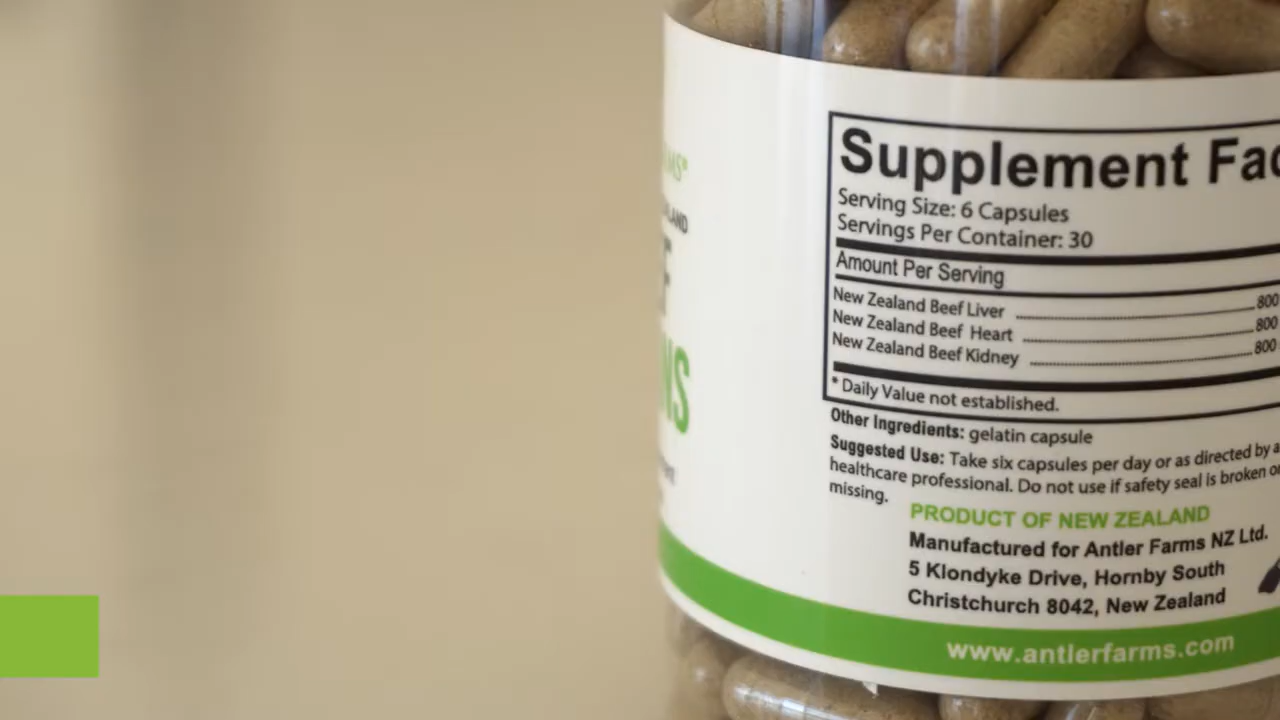 Supplement
Serving Size: 6 Capsules
Servings Per Container: 30
Amount Per Serving
New Zealand Beef Liver 800
New Zealand Beef Heart 800
New Zealand Beef Kidney 800
* Daily Value not established.
Other Ingredients: gelatin capsule
Suggested Use: Take six capsules per day or as directed by a
healthcare professional. Do not use if safety seal is broken or
missing.
PRODUCT OF NEW ZEALAND
Manufactured for Antler Farms NZ Ltd.
5 Klondyke Drive, Hornby South
Christchurch 8042, New Zealand
www.antlerfarms.com